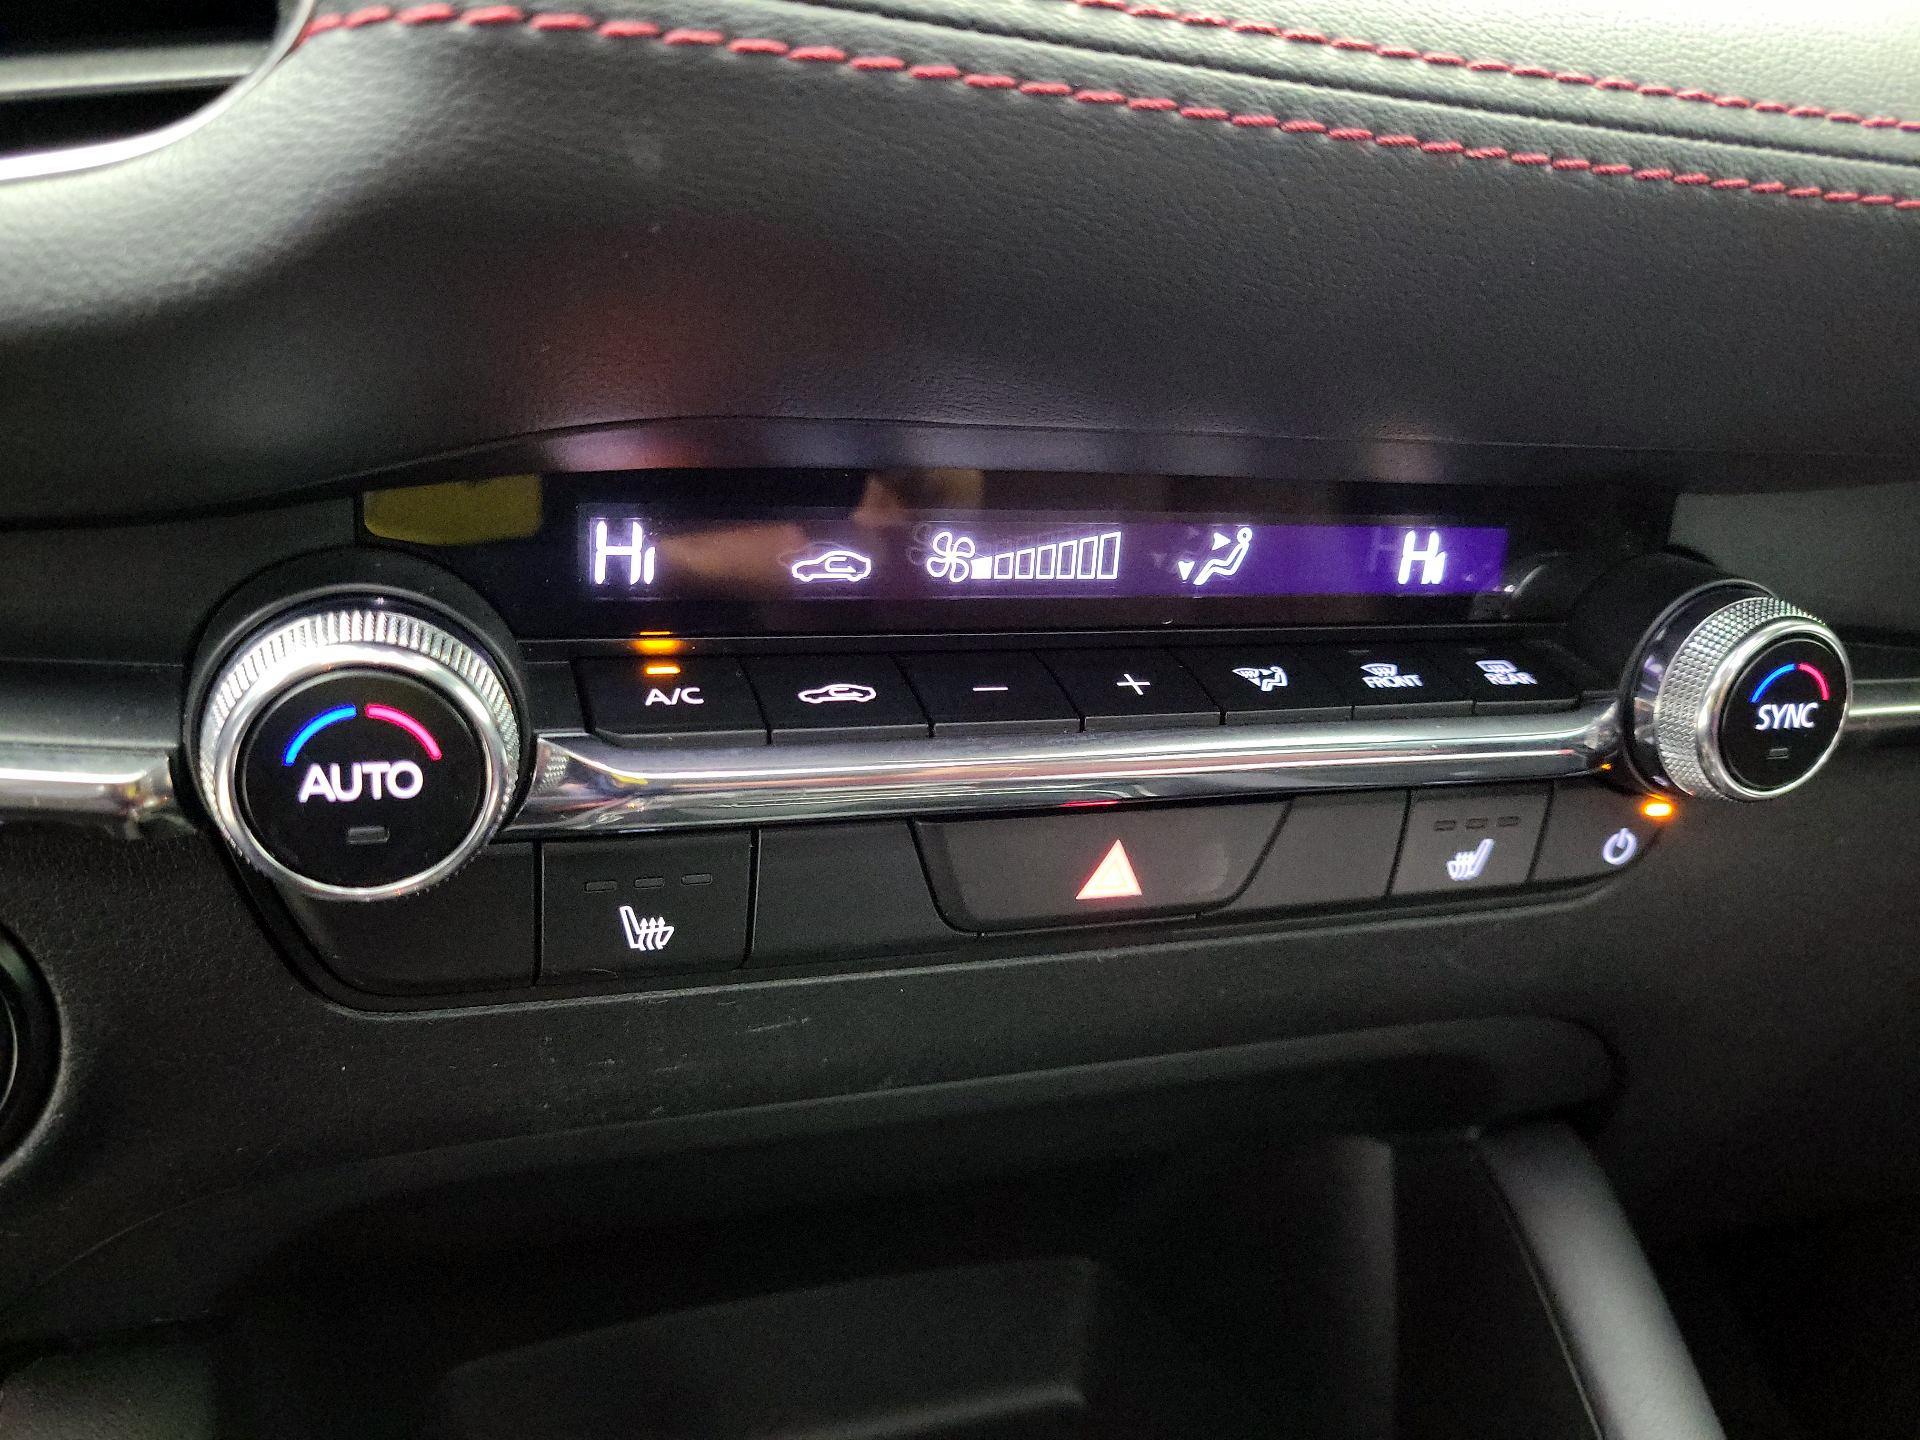 Hi
Hi
A/C
−
+
FRONT
REAR
AUTO
SYNC